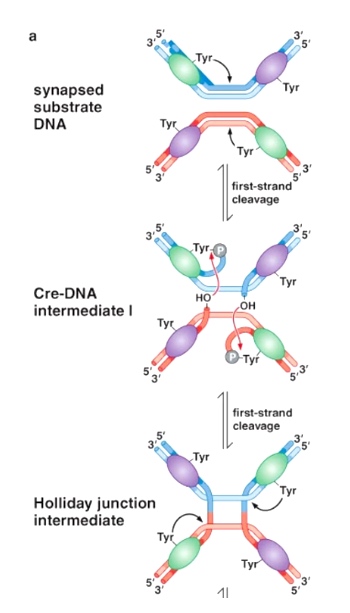 a
3' 5'
3' 5'
Tyr
synapsed
substrate
DNA
Tyr
Tyr
Tyr
5' 3'
5' 3'
first-strand
cleavage
3' 5'
3' 5'
Tyr P
Cre-DNA
intermediate I
Tyr
HO
OH
Tyr
P Tyr
5' 3'
5' 3'
first-strand
cleavage
3' 5'
3' 5'
Tyr
Holliday junction
intermediate
Tyr
Tyr
Tyr
5' 3'
5' 3'